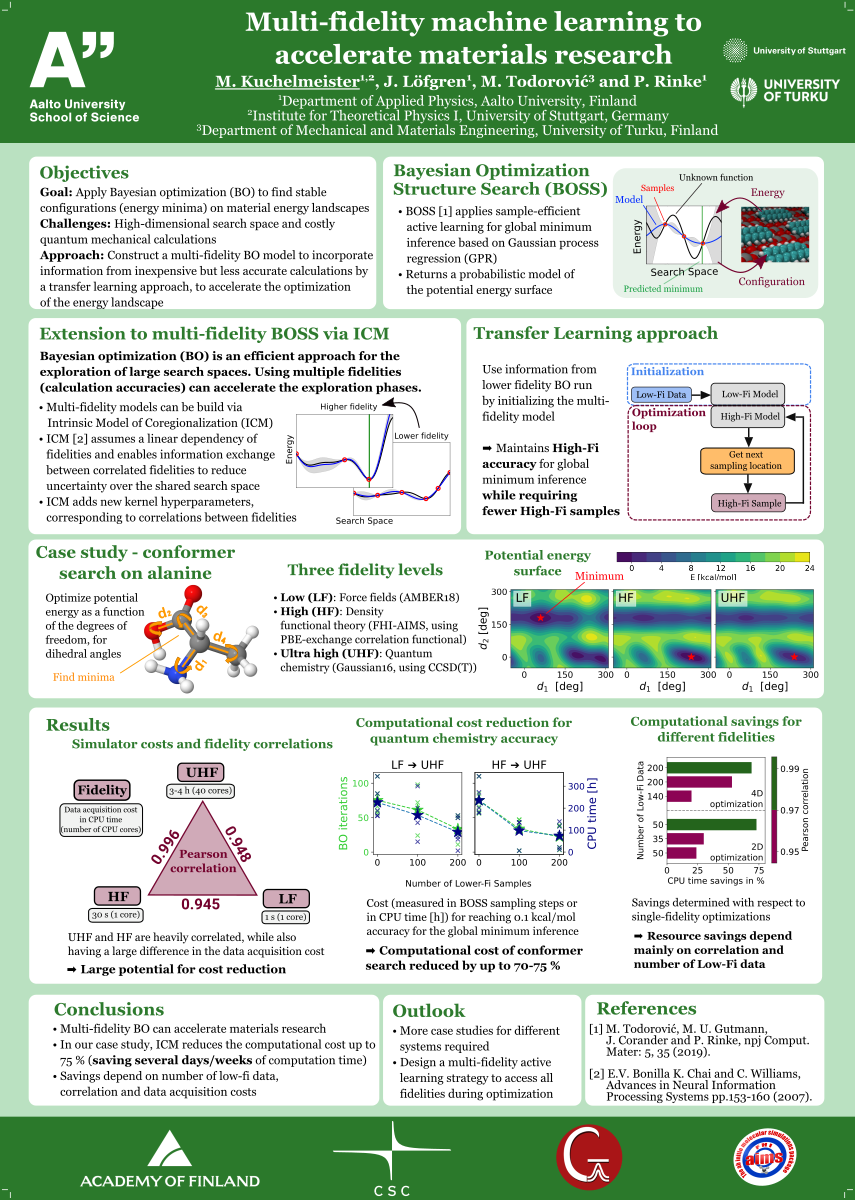 Multi-fidelity machine learning to
accelerate materials research
M. Kuchelmeister¹·², J. Löfgren¹, M. Todorović³ and P. Rinke¹
¹Department of Applied Physics, Aalto University, Finland
²Institute for Theoretical Physics I, University of Stuttgart, Germany
³Department of Mechanical and Materials Engineering, University of Turku, Finland
A”
Aalto University
School of Science
University of Stuttgart
UNIVERSITY
OF TURKU
Objectives
Goal: Apply Bayesian optimization (BO) to find stable
configurations (energy minima) on material energy landscapes
Challenges: High-dimensional search space and costly
quantum mechanical calculations
Approach: Construct a multi-fidelity BO model to incorporate
information from inexpensive but less accurate calculations by
a transfer learning approach, to accelerate the optimization
of the energy landscape
Bayesian Optimization
Structure Search (BOSS)
• BOSS [1] applies sample-efficient
active learning for global minimum
inference based on Gaussian process
regression (GPR)
• Returns a probabilistic model of
the potential energy surface
Unknown function
Samples
Model
Energy
Energy
Search Space
Predicted minimum
Configuration
Extension to multi-fidelity BOSS via ICM
Bayesian optimization (BO) is an efficient approach for the
exploration of large search spaces. Using multiple fidelities
(calculation accuracies) can accelerate the exploration phases.
• Multi-fidelity models can be build via
Intrinsic Model of Coregionalization (ICM)
• ICM [2] assumes a linear dependency of
fidelities and enables information exchange
between correlated fidelities to reduce
uncertainty over the shared search space
• ICM adds new kernel hyperparameters,
corresponding to correlations between fidelities
Higher fidelity
Lower fidelity
Energy
Search Space
Transfer Learning approach
Use information from
lower fidelity BO run
by initializing the multi-
fidelity model
➡ Maintains High-Fi
accuracy for global
minimum inference
while requiring
fewer High-Fi samples
Initialization
Low-Fi Data
Low-Fi Model
Optimization
loop
High-Fi Model
Get next
sampling location
High-Fi Sample
Case study - conformer
search on alanine
Optimize potential
energy as a function
of the degrees of
freedom, for
dihedral angles
Find minima
d₂
d₃
d₄
d₁
Three fidelity levels
• Low (LF): Force fields (AMBER18)
• High (HF): Density
functional theory (FHI-AIMS, using
PBE-exchange correlation functional)
• Ultra high (UHF): Quantum
chemistry (Gaussian16, using CCSD(T))
Potential energy
surface
Minimum
0 4 8 12 16 20 24
E [kcal/mol]
300
150
0
d₂ [deg]
LF
HF
UHF
0 150 300 0 150 300 0 150 300
d₁ [deg] d₁ [deg] d₁ [deg]
Results
Simulator costs and fidelity correlations
Fidelity
Data acquisition cost
in CPU time
(number of CPU cores)
UHF
3-4 h (40 cores)
0.996
0.948
Pearson
correlation
HF
30 s (1 core)
0.945
LF
1 s (1 core)
UHF and HF are heavily correlated, while also
having a large difference in the data acquisition cost
➡ Large potential for cost reduction
Computational cost reduction for
quantum chemistry accuracy
LF → UHF
HF → UHF
BO iterations
100
50
0
0 100 200 0 100 200
300
200
100
0
CPU time [h]
Number of Lower-Fi Samples
Cost (measured in BOSS sampling steps or
in CPU time [h]) for reaching 0.1 kcal/mol
accuracy for the global minimum inference
➡ Computational cost of conformer
search reduced by up to 70-75 %
Computational savings for
different fidelities
Number of Low-Fi Data
200
200
140
4D
optimization
50
35
50
2D
optimization
0 25 50 75
CPU time savings in %
0.99
0.97
0.95
Pearson correlation
Savings determined with respect to
single-fidelity optimizations
➡ Resource savings depend
mainly on correlation and
number of Low-Fi data
Conclusions
• Multi-fidelity BO can accelerate materials research
• In our case study, ICM reduces the computational cost up to
75 % (saving several days/weeks of computation time)
• Savings depend on number of low-fi data,
correlation and data acquisition costs
Outlook
• More case studies for different
systems required
• Design a multi-fidelity active
learning strategy to access all
fidelities during optimization
References
[1] M. Todorović, M. U. Gutmann,
J. Corander and P. Rinke, npj Comput.
Mater: 5, 35 (2019).
[2] E.V. Bonilla K. Chai and C. Williams,
Advances in Neural Information
Processing Systems pp.153-160 (2007).
ACADEMY OF FINLAND
CSC
aims